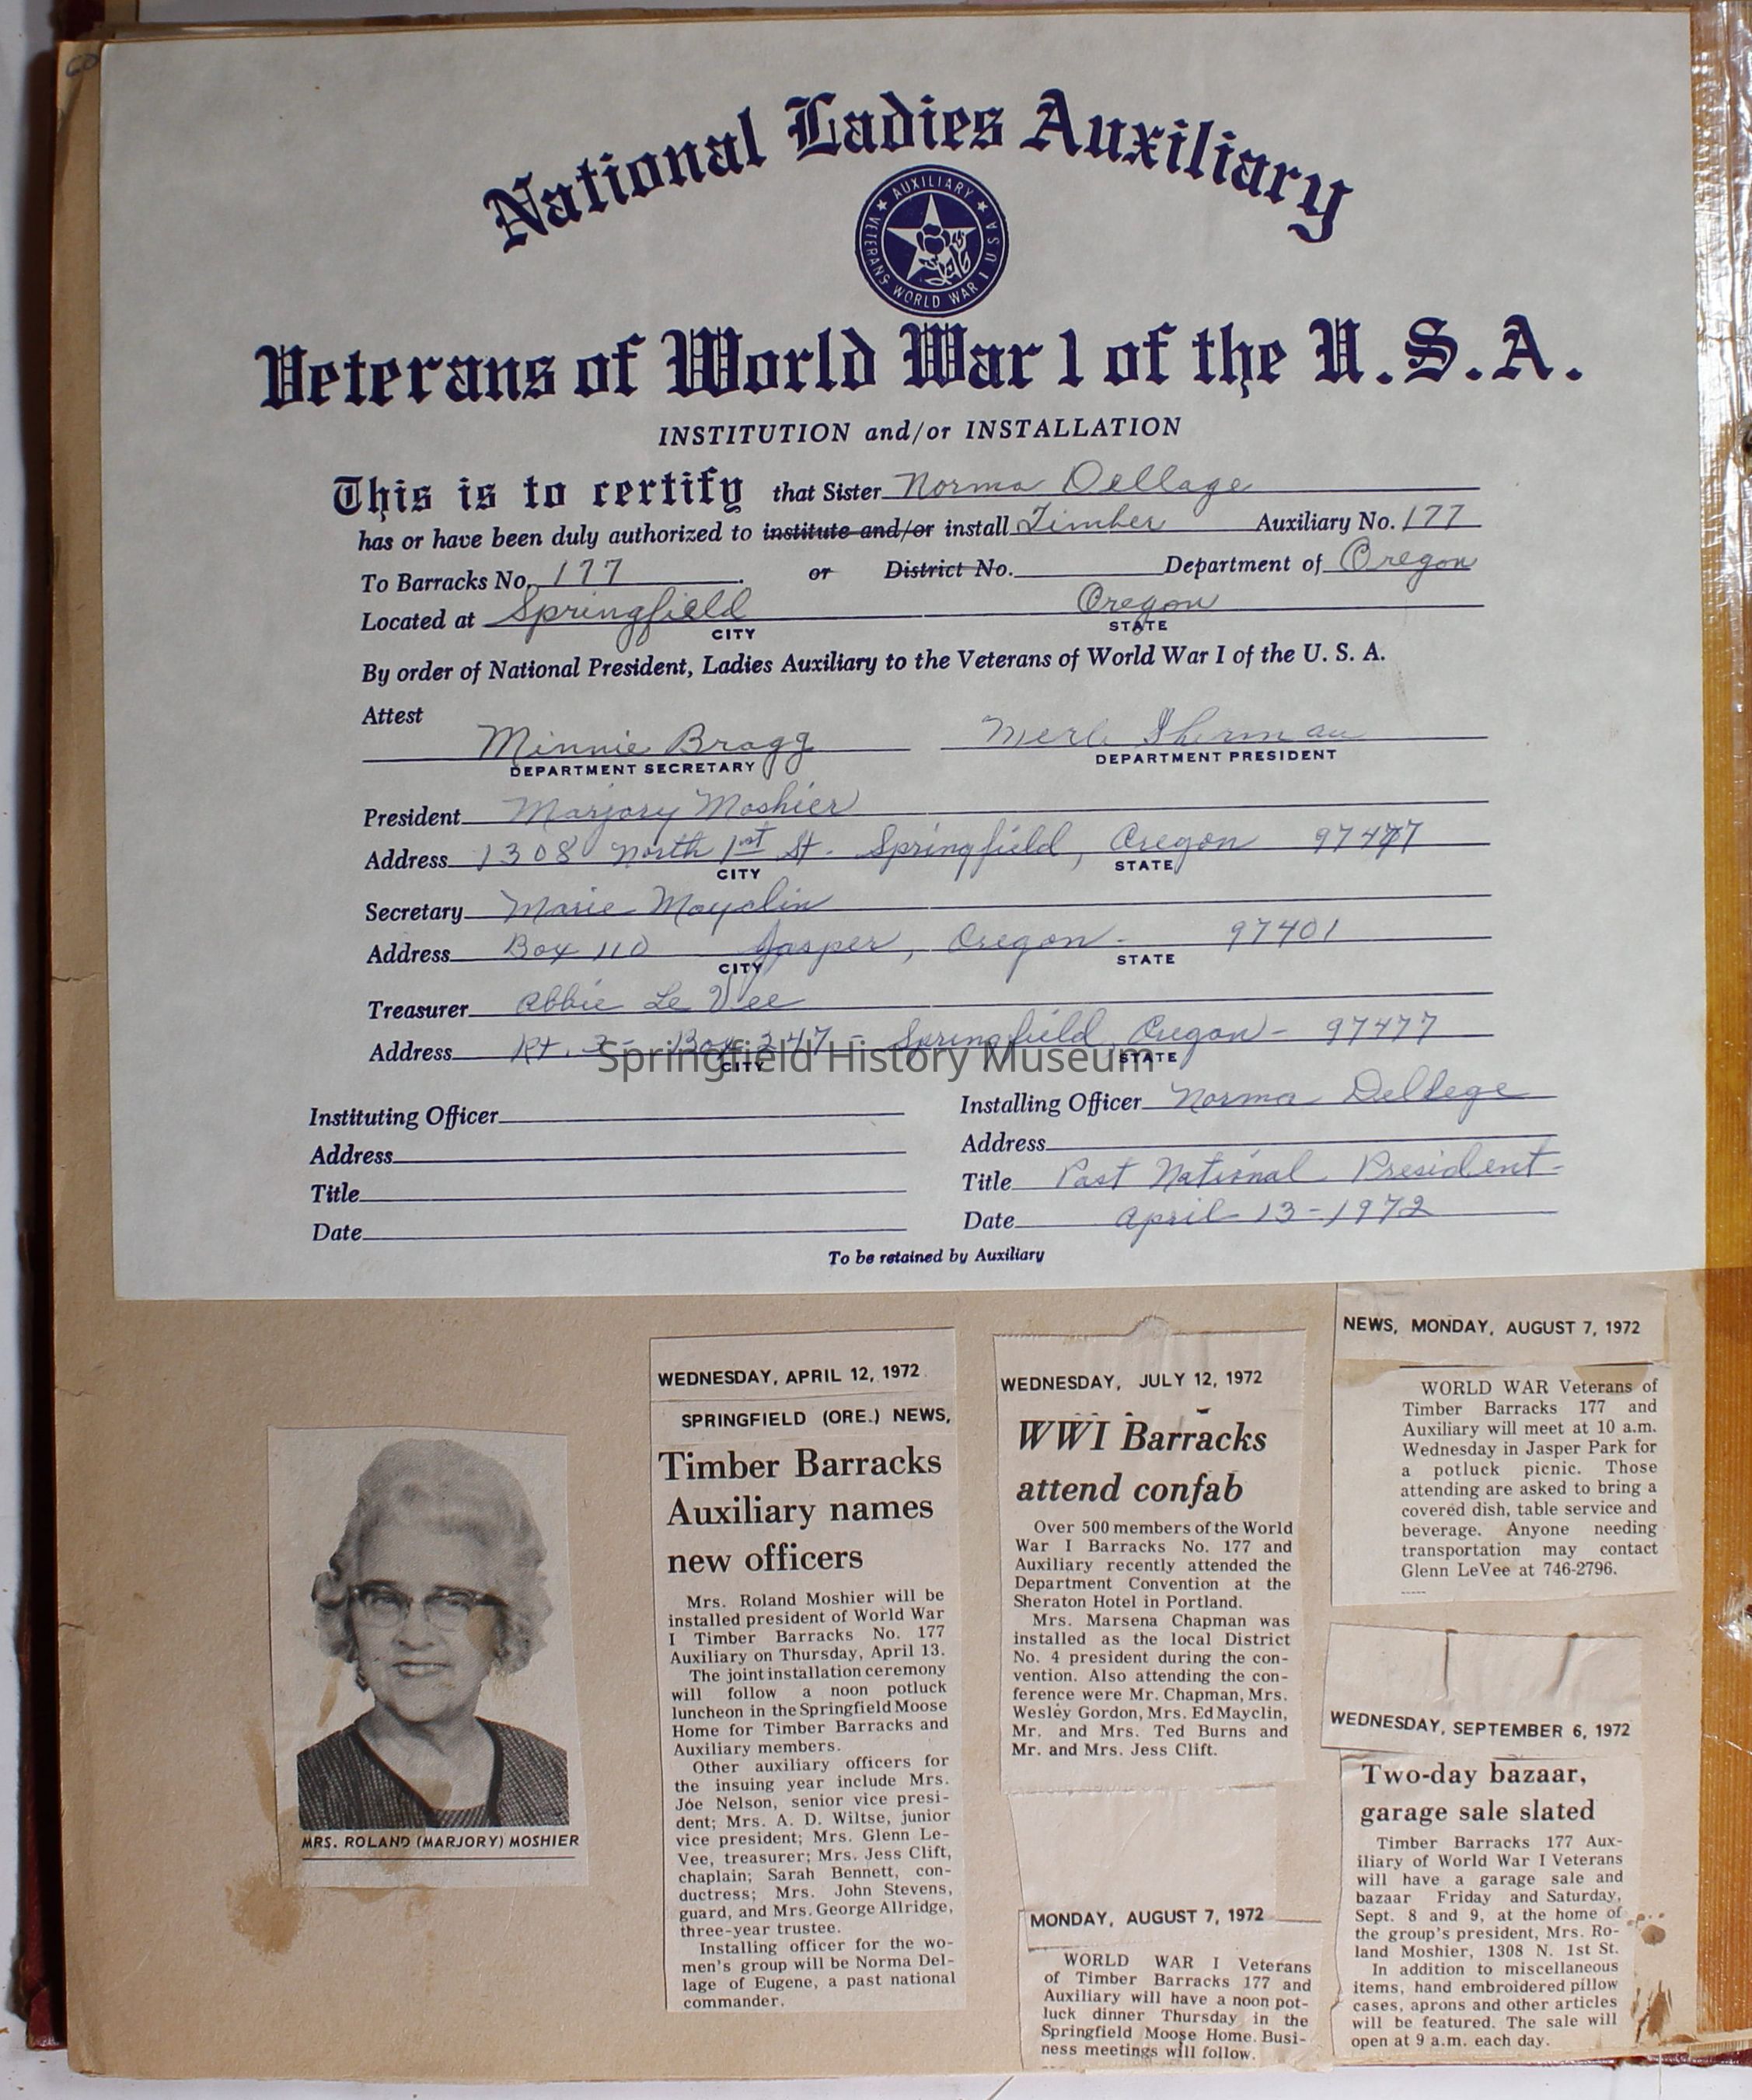 60
National Ladies Auxiliary
AUXILIARY
VETERANS WORLD WAR I USA
Veterans of World War 1 of the U.S.A.
INSTITUTION and/or INSTALLATION
This is to certify that Sister Norma Dellage
has or have been duly authorized to institute and/or install Timber Auxiliary No. 177
To Barracks No. 177 or District No. Department of Oregon
Located at Springfield Oregon
CITY STATE
By order of National President, Ladies Auxiliary to the Veterans of World War I of the U. S. A.
Attest
Minnie Bragg Merle Sherman
DEPARTMENT SECRETARY DEPARTMENT PRESIDENT
President Marjory Moshier
Address 1308 North 1st St. Springfield, Oregon 97477
CITY STATE
Secretary Marie Mayclin
Address Box 110 Jasper, Oregon - 97401
CITY STATE
Treasurer Abbie Le Vee
Address Rt. 3 - Box 347 - Springfield, Oregon - 97477
CITY STATE
Springfield History Museum
Instituting Officer
Address
Title
Date
Installing Officer Norma Dellege
Address
Title Past National President
Date April 13 - 1972
To be retained by Auxiliary
MRS. ROLAND (MARJORY) MOSHIER
WEDNESDAY, APRIL 12, 1972
SPRINGFIELD (ORE.) NEWS,
Timber Barracks
Auxiliary names
new officers
Mrs. Roland Moshier will be
installed president of World War
I Timber Barracks No. 177
Auxiliary on Thursday, April 13.
The joint installation ceremony
will follow a noon potluck
luncheon in the Springfield Moose
Home for Timber Barracks and
Auxiliary members.
Other auxiliary officers for
the insuing year include Mrs.
Joe Nelson, senior vice presi-
dent; Mrs. A. D. Wiltse, junior
vice president; Mrs. Glenn Le-
Vee, treasurer; Mrs. Jess Clift,
chaplain; Sarah Bennett, con-
ductress; Mrs. John Stevens,
guard, and Mrs. George Allridge,
three-year trustee.
Installing officer for the wo-
men's group will be Norma Del-
lage of Eugene, a past national
commander.
WEDNESDAY, JULY 12, 1972
WWI Barracks
attend confab
Over 500 members of the World
War I Barracks No. 177 and
Auxiliary recently attended the
Department Convention at the
Sheraton Hotel in Portland.
Mrs. Marsena Chapman was
installed as the local District
No. 4 president during the con-
vention. Also attending the con-
ference were Mr. Chapman, Mrs.
Wesley Gordon, Mrs. Ed Mayclin,
Mr. and Mrs. Ted Burns and
Mr. and Mrs. Jess Clift.
MONDAY, AUGUST 7, 1972
WORLD WAR I Veterans
of Timber Barracks 177 and
Auxiliary will have a noon pot-
luck dinner Thursday in the
Springfield Moose Home. Busi-
ness meetings will follow.
NEWS, MONDAY, AUGUST 7, 1972
WORLD WAR Veterans of
Timber Barracks 177 and
Auxiliary will meet at 10 a.m.
Wednesday in Jasper Park for
a potluck picnic. Those
attending are asked to bring a
covered dish, table service and
beverage. Anyone needing
transportation may contact
Glenn LeVee at 746-2796.
WEDNESDAY, SEPTEMBER 6, 1972
Two-day bazaar,
garage sale slated
Timber Barracks 177 Aux-
iliary of World War I Veterans
will have a garage sale and
bazaar Friday and Saturday,
Sept. 8 and 9, at the home of
the group's president, Mrs. Ro-
land Moshier, 1308 N. 1st St.
In addition to miscellaneous
items, hand embroidered pillow
cases, aprons and other articles
will be featured. The sale will
open at 9 a.m. each day.